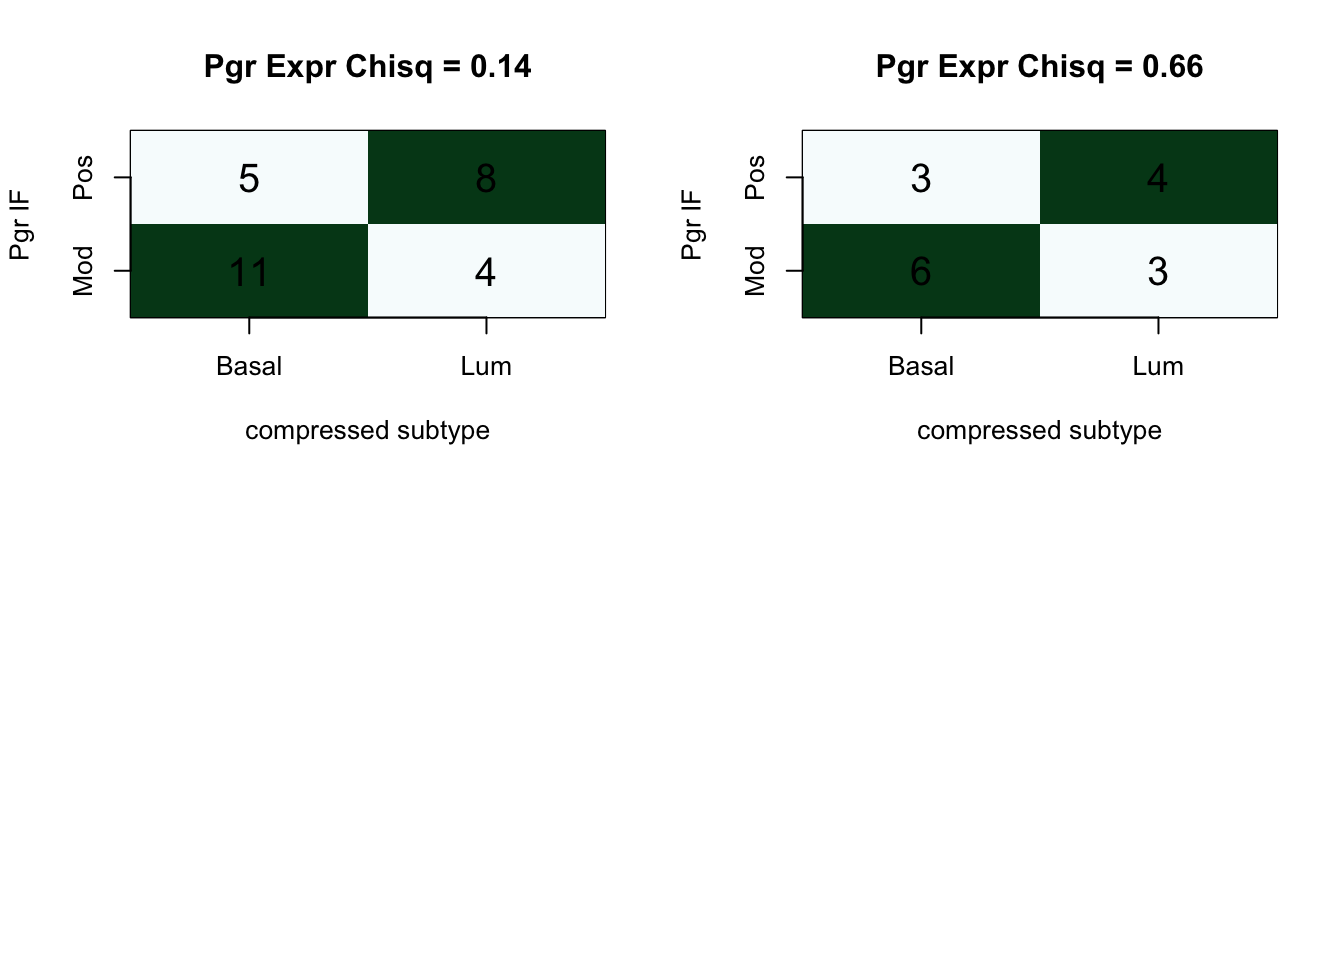 Pgr Expr Chisq = 0.14
Pgr IF
Pos
5
8
Mod
11
4
Basal
Lum
compressed subtype
Pgr Expr Chisq = 0.66
Pgr IF
Pos
3
4
Mod
6
3
Basal
Lum
compressed subtype